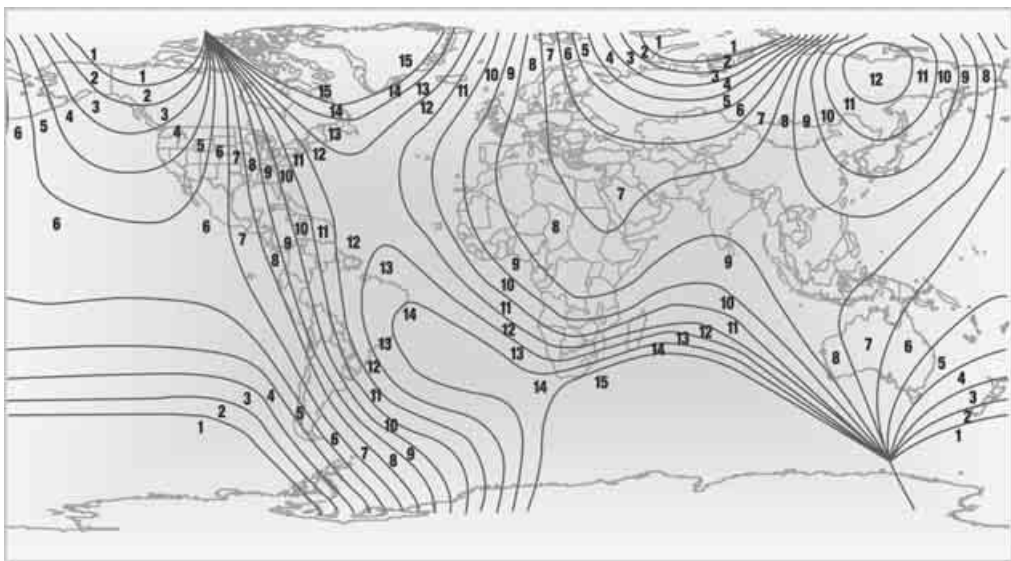 1 15 7 6 5 4 3 2 1
2 1 10 9 8 2 12 11 10 9 8
3 2 15 14 13 11 3 4
4 3 14 12 5 6 11
6 5 4 13 7 8 9 10
5 6 7 8 9 10 11 12
7
6 6 7 10 11 12 8
8 9 13 9 9
14 10 10
11 12 11
13 12 13 12 11 7 6
13 14 8 5
12 14 15 4
4 11 3
3 5 10 2
2 6 9 1
1 7 8